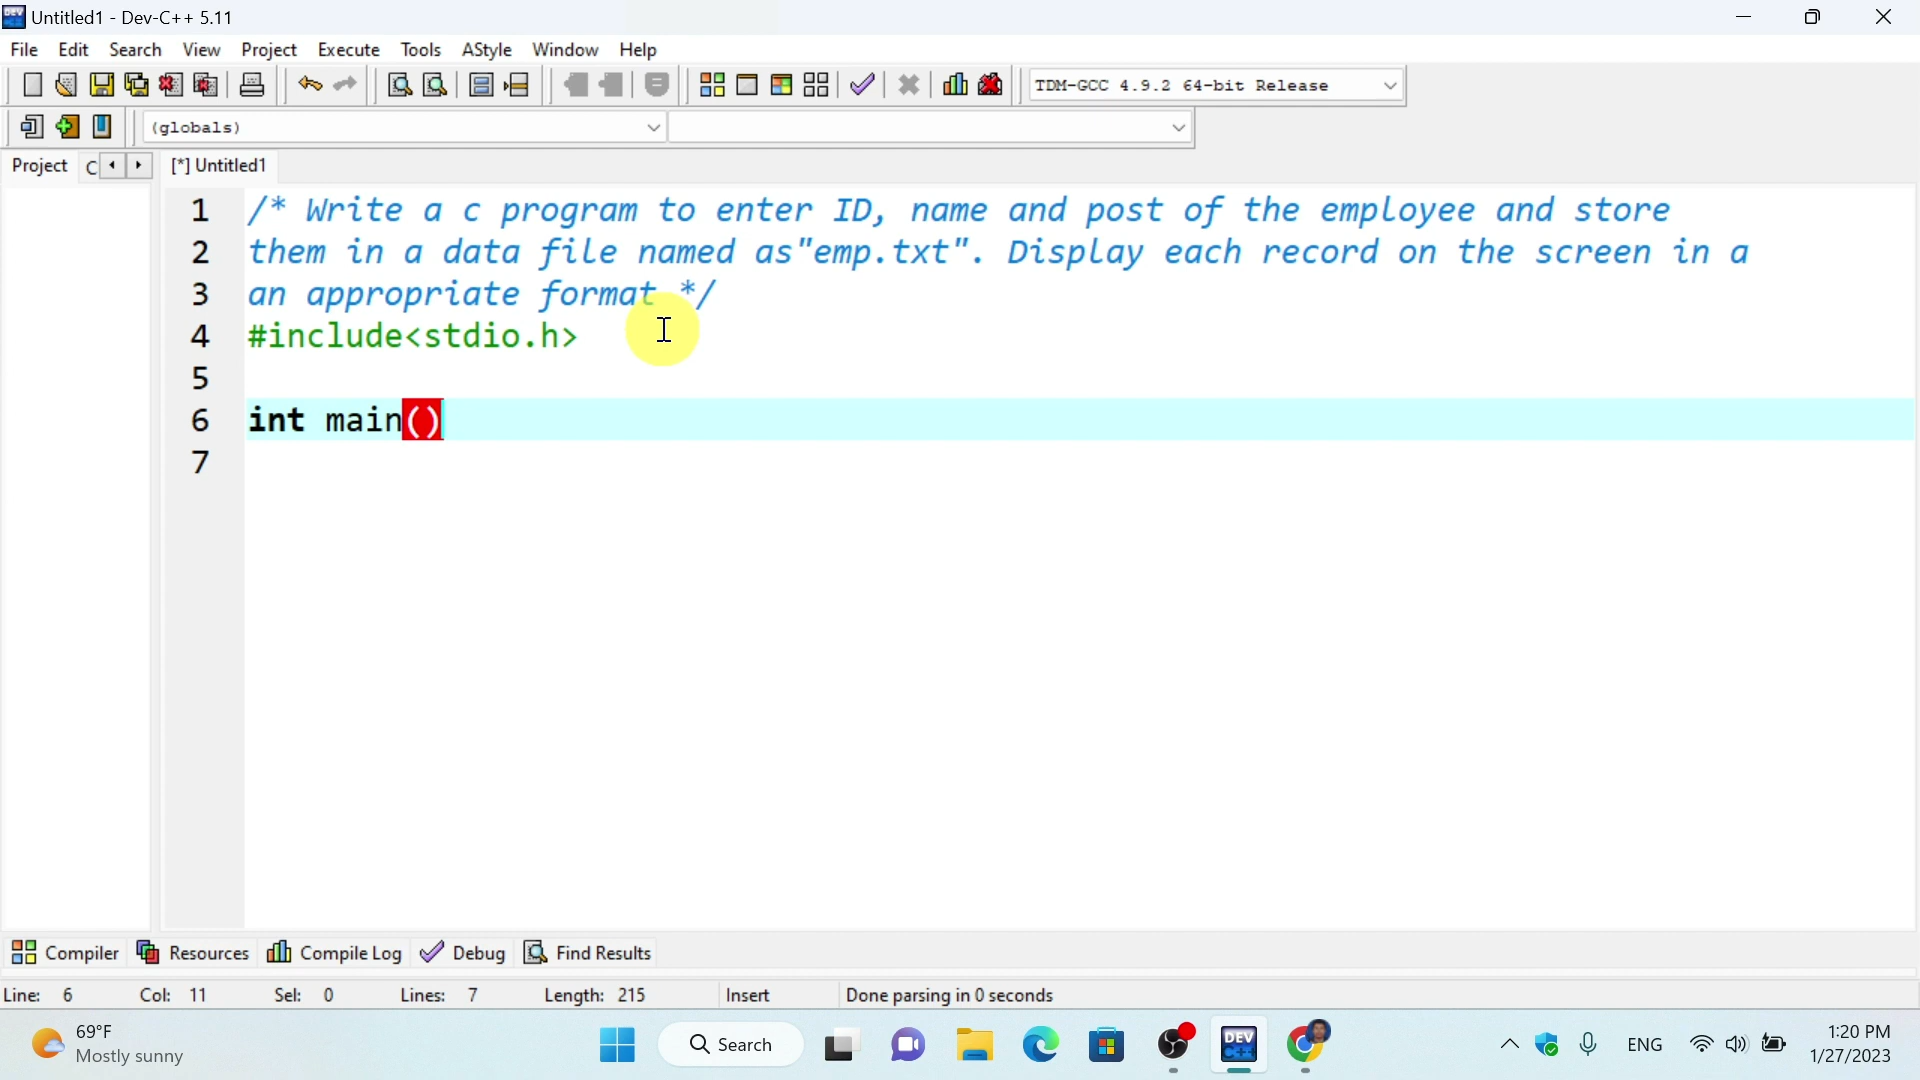 Untitled1 - Dev-C++ 5.11
File Edit Search View Project Execute Tools AStyle Window Help
TDM-GCC 4.9.2 64-bit Release
(globals)
Project C [*] Untitled1
1 /* Write a c program to enter ID, name and post of the employee and store
2 them in a data file named as"emp.txt". Display each record on the screen in a
3 an appropriate format */
4 #include<stdio.h>
5
6 int main()
7
Compiler Resources Compile Log Debug Find Results
Line: 6 Col: 11 Sel: 0 Lines: 7 Length: 215 Insert Done parsing in 0 seconds
69°F
Mostly sunny
Search
DEV
C++
ENG
1:20 PM
1/27/2023